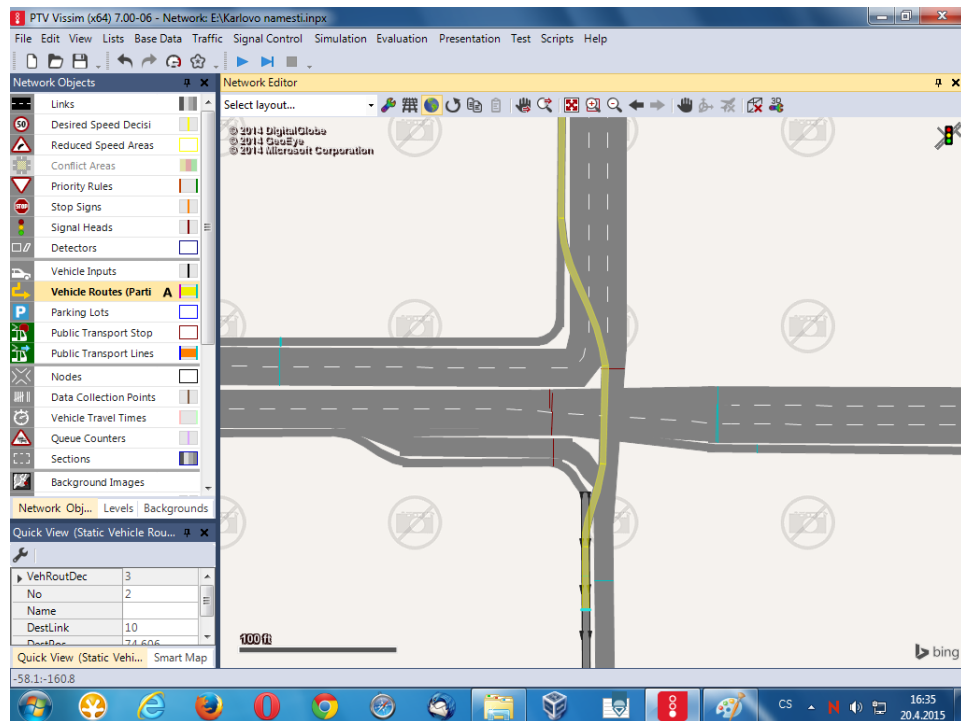 PTV Vissim (x64) 7.00-06 - Network: E:\Karlovo namesti.inpx
File Edit View Lists Base Data Traffic Signal Control Simulation Evaluation Presentation Test Scripts Help
Network Objects
Links
50 Desired Speed Decisi
Reduced Speed Areas
Conflict Areas
Priority Rules
STOP Stop Signs
Signal Heads
Detectors
Vehicle Inputs
Vehicle Routes (Parti A
P Parking Lots
Public Transport Stop
Public Transport Lines
Nodes
Data Collection Points
Vehicle Travel Times
Queue Counters
Sections
Background Images
Network Obj... Levels Backgrounds
Quick View (Static Vehicle Rou...
VehRoutDec 3
No 2
Name
DestLink 10
DestPos 74.606
Quick View (Static Vehi... Smart Map
Network Editor
Select layout...
© 2014 DigitalGlobe
© 2014 GeoEye
© 2014 Microsoft Corporation
100 ft
bing
-58.1:-160.8
CS
N
16:35
20.4.2015